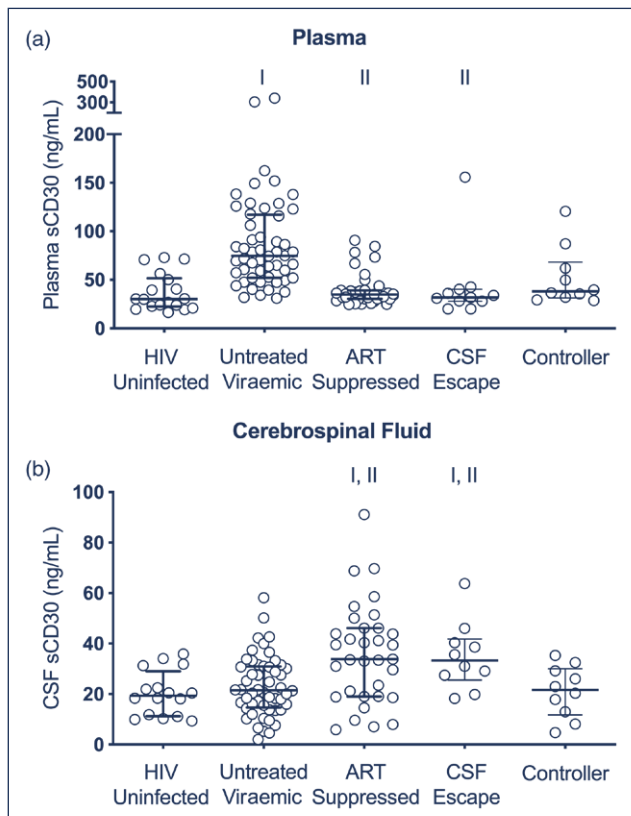 (a)
Plasma
I
II
II
500
300
200
150
100
50
0
Plasma sCD30 (ng/mL)
HIV
Uninfected
Untreated
Viraemic
ART
Suppressed
CSF
Escape
Controller
Cerebrospinal Fluid
(b)
I, II
I, II
100
80
60
40
20
0
CSF sCD30 (ng/mL)
HIV
Uninfected
Untreated
Viraemic
ART
Suppressed
CSF
Escape
Controller